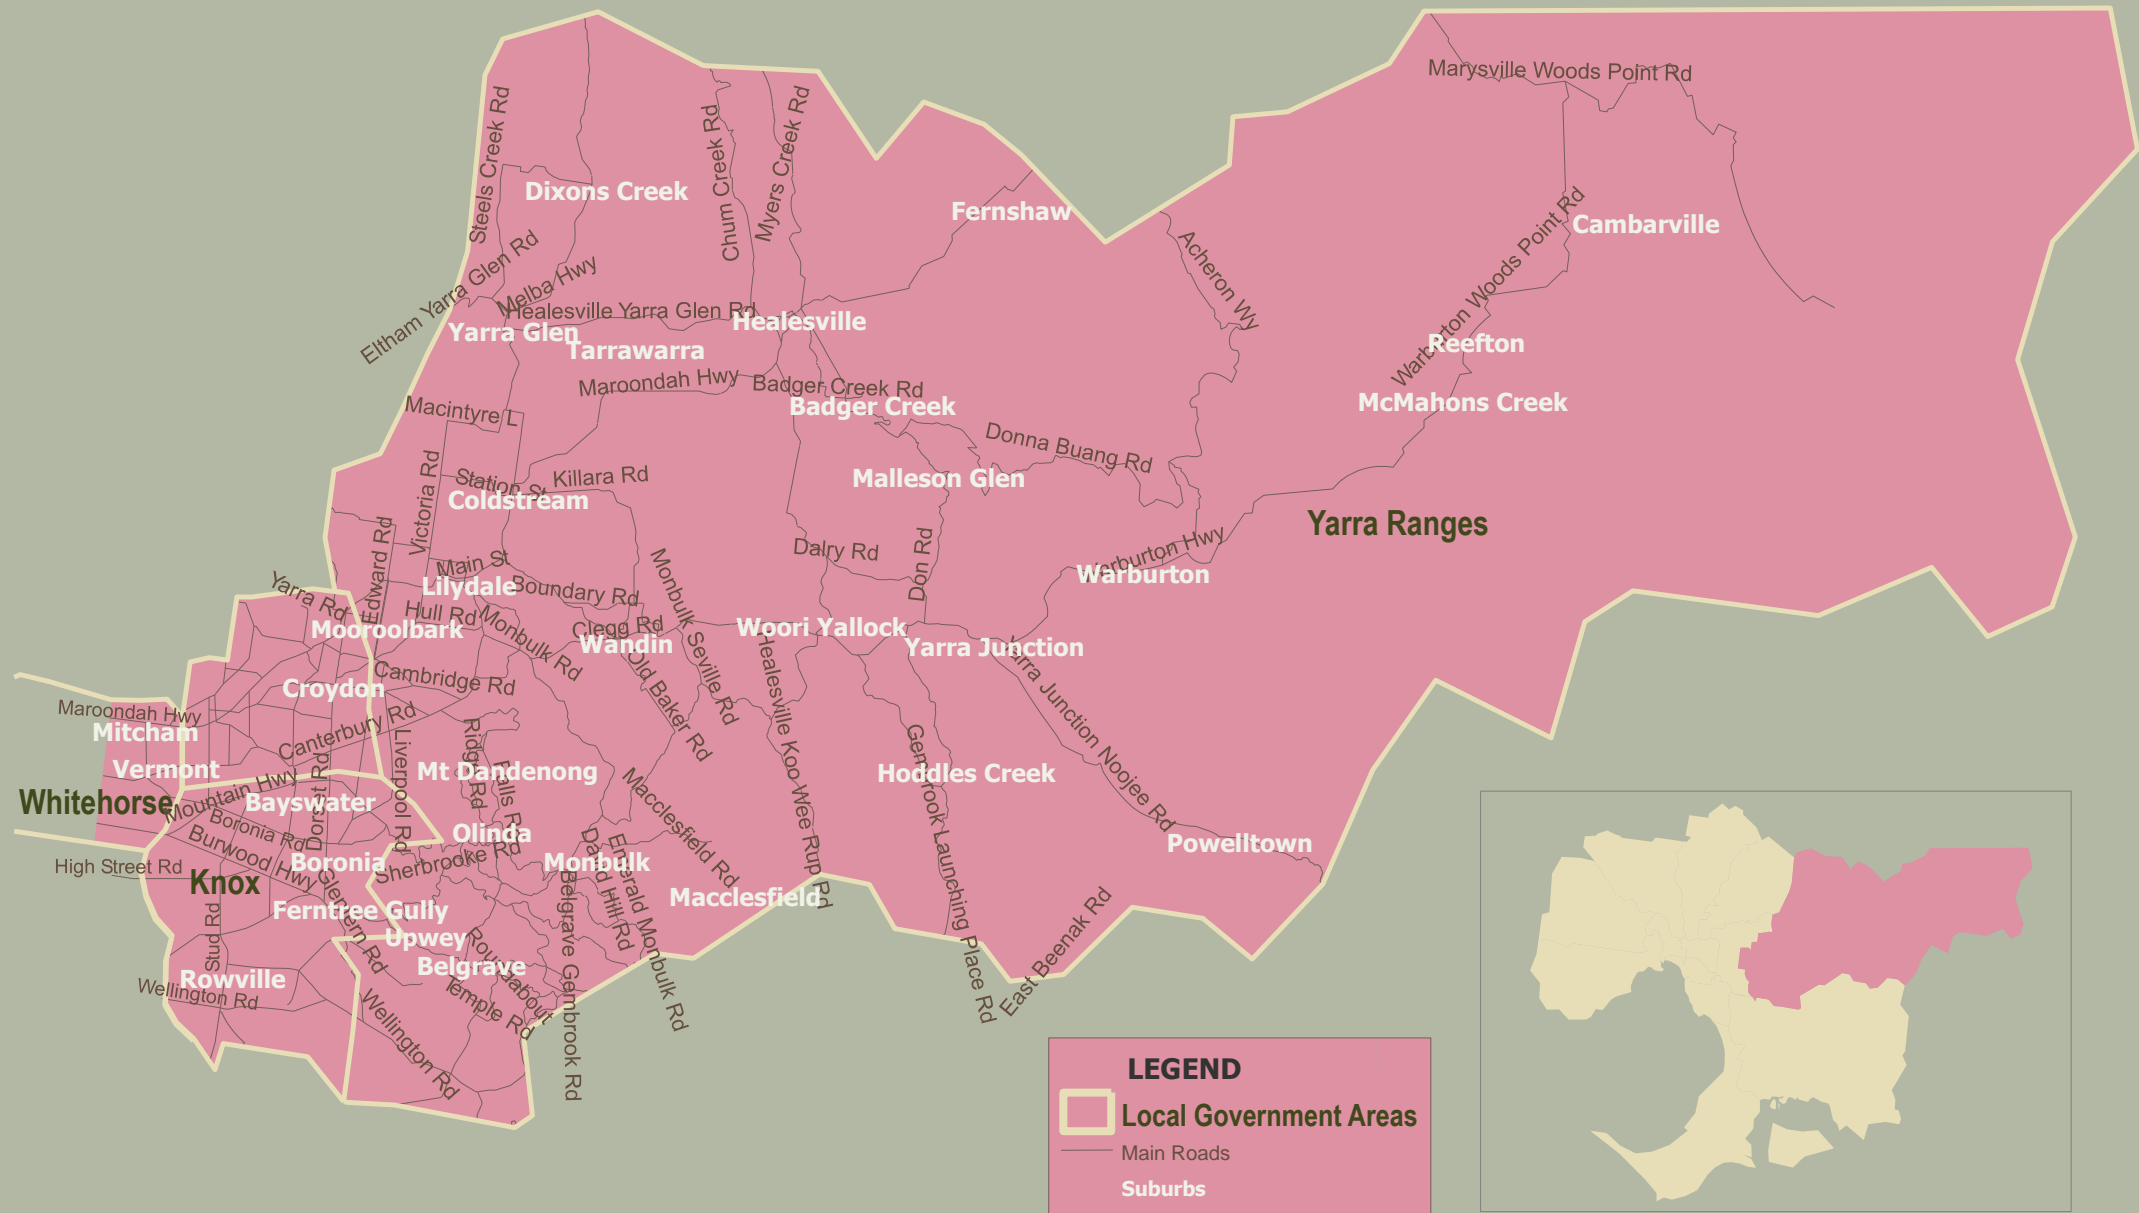 Marysville Woods Point Rd
Steels Creek Rd
Chum Creek Rd
Myers Creek Rd
Dixons Creek
Fernshaw
Cambarville
Acheron Wy
Eltham Yarra Glen Rd
Melba Hwy
Warburton Woods Point Rd
Healesville Yarra Glen Rd
Healesville
Yarra Glen
Tarrawarra
Reefton
Maroondah Hwy
Badger Creek Rd
McMahons Creek
Macintyre L
Badger Creek
Donna Buang Rd
Victoria Rd
Station St
Killara Rd
Malleson Glen
Coldstream
Yarra Ranges
Edward Rd
Main St
Dalry Rd
Don Rd
Warburton Hwy
Warburton
Yarra Rd
Lilydale
Boundary Rd
Monbulk Seville Rd
Hull Rd
Monbulk Rd
Clegg Rd
Mooroolbark
Wandin
Woori Yallock
Yarra Junction
Cambridge Rd
Old Baker Rd
Healesville Koo Wee Rup Rd
Yarra Junction Noojee Rd
Croydon
Maroondah Hwy
Mitcham
Canterbury Rd
Liverpool Rd
Ridge Rd
Falls Rd
Gembrook Launching Place Rd
Vermont
Mt Dandenong
Hoddles Creek
Mountain Hwy
Dorset Rd
Macclesfield Rd
Whitehorse
Bayswater
Boronia Rd
Olinda
Burwood Hwy
Powelltown
High Street Rd
Boronia
Sherbrooke Rd
Monbulk
David Hill Rd
Emerald Monbulk Rd
Knox
Glenfern Rd
Belgrave Gembrook Rd
Macclesfield
Ferntree Gully
Stud Rd
Upwey
Roundabout
East Beenak Rd
Belgrave
Rowville
Wellington Rd
Temple Rd
Wellington Rd
LEGEND
Local Government Areas
Main Roads
Suburbs